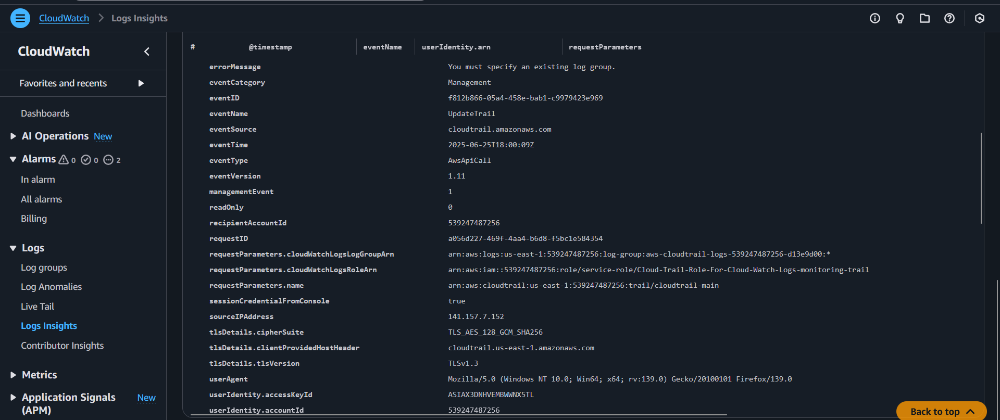 CloudWatch > Logs Insights
CloudWatch
Favorites and recents
Dashboards
AI Operations New
Alarms 0 0 2
In alarm
All alarms
Billing
Logs
Log groups
Log Anomalies
Live Tail
Logs Insights
Contributor Insights
Metrics
Application Signals New
(APM)
# @timestamp eventName userIdentity.arn requestParameters
errorMessage You must specify an existing log group.
eventCategory Management
eventID f812b866-05a4-458e-bab1-c9979423e969
eventName UpdateTrail
eventSource cloudtrail.amazonaws.com
eventTime 2025-06-25T18:00:09Z
eventType AwsApiCall
eventVersion 1.11
managementEvent 1
readOnly 0
recipientAccountId 539247487256
requestID a056d227-469f-4aa4-b6d8-f5bc1e584354
requestParameters.cloudWatchLogsLogGroupArn arn:aws:logs:us-east-1:539247487256:log-group:aws-cloudtrail-logs-539247487256-d13e9d00:*
requestParameters.cloudWatchLogsRoleArn arn:aws:iam::539247487256:role/service-role/Cloud-Trail-Role-For-Cloud-Watch-Logs-monitoring-trail
requestParameters.name arn:aws:cloudtrail:us-east-1:539247487256:trail/cloudtrail-main
sessionCredentialFromConsole true
sourceIPAddress 141.157.7.152
tlsDetails.cipherSuite TLS_AES_128_GCM_SHA256
tlsDetails.clientProvidedHostHeader cloudtrail.us-east-1.amazonaws.com
tlsDetails.tlsVersion TLSv1.3
userAgent Mozilla/5.0 (Windows NT 10.0; Win64; x64; rv:139.0) Gecko/20100101 Firefox/139.0
userIdentity.accessKeyId ASIAX3DNHVEMBWWNX5TL
userIdentity.accountId 539247487256
Back to top